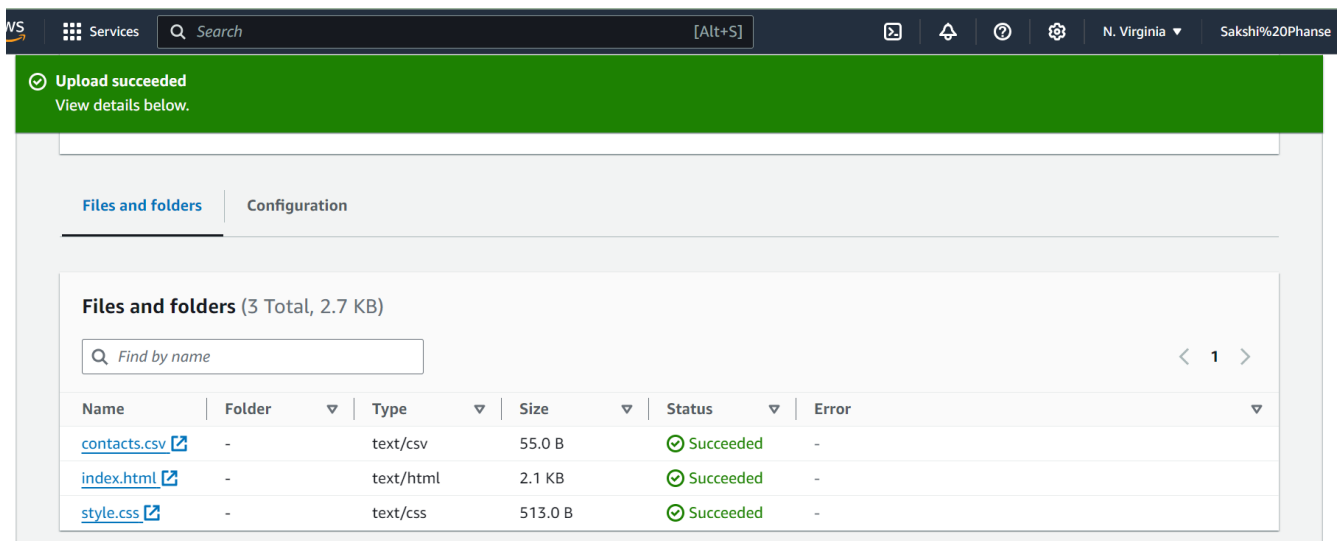 Services Search [Alt+S] N. Virginia Sakshi%20Phanse
Upload succeeded
View details below.
Files and folders Configuration
Files and folders (3 Total, 2.7 KB)
Find by name 1
Name Folder Type Size Status Error
contacts.csv - text/csv 55.0 B Succeeded -
index.html - text/html 2.1 KB Succeeded -
style.css - text/css 513.0 B Succeeded -